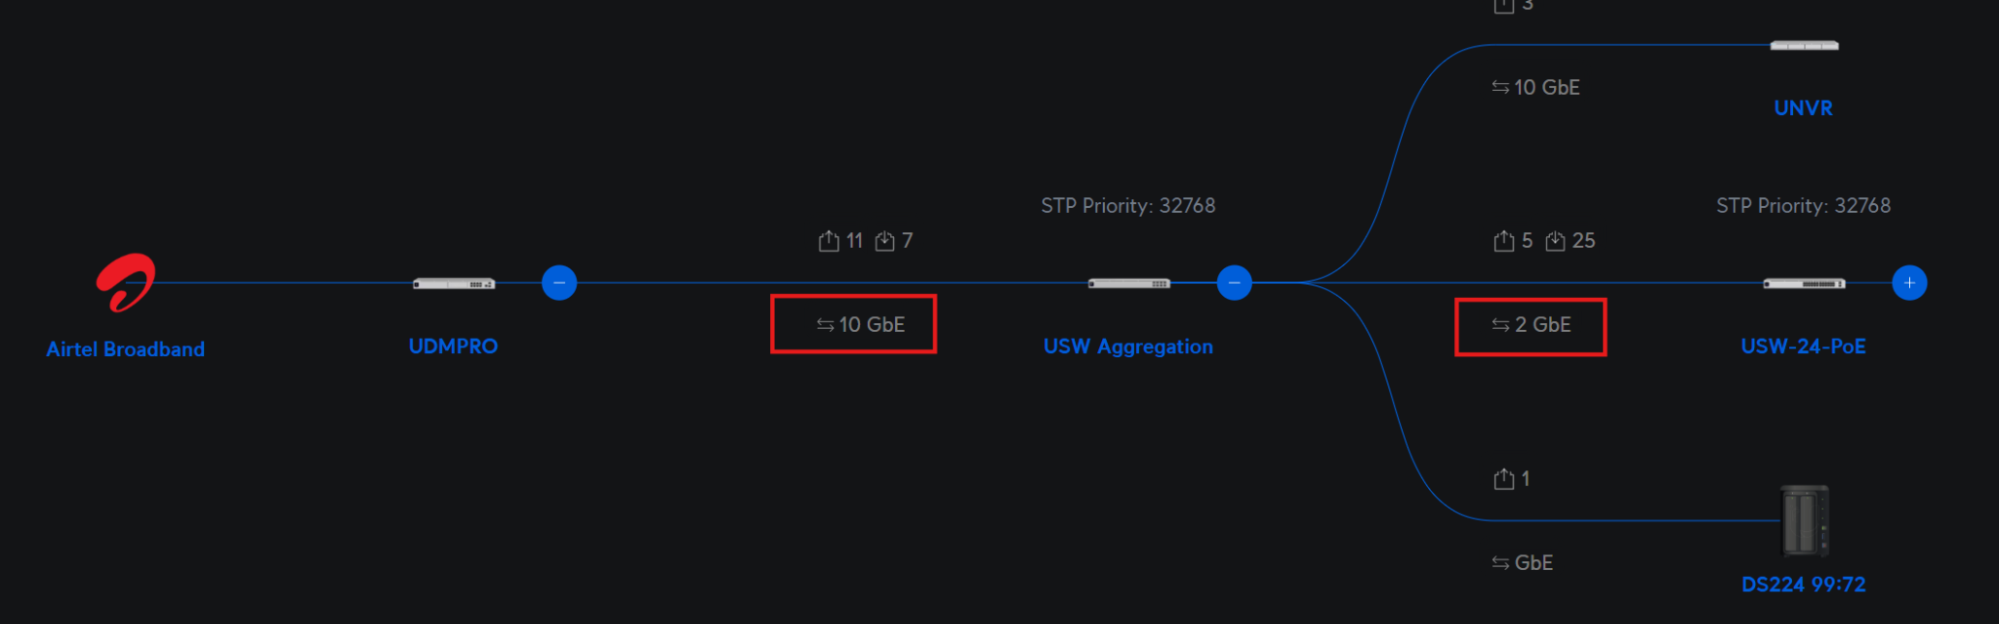 3
10 GbE
UNVR
STP Priority: 32768
STP Priority: 32768
11 7
5 25
10 GbE
2 GbE
Airtel Broadband
UDMPRO
USW Aggregation
USW-24-PoE
1
GbE
DS224 99:72